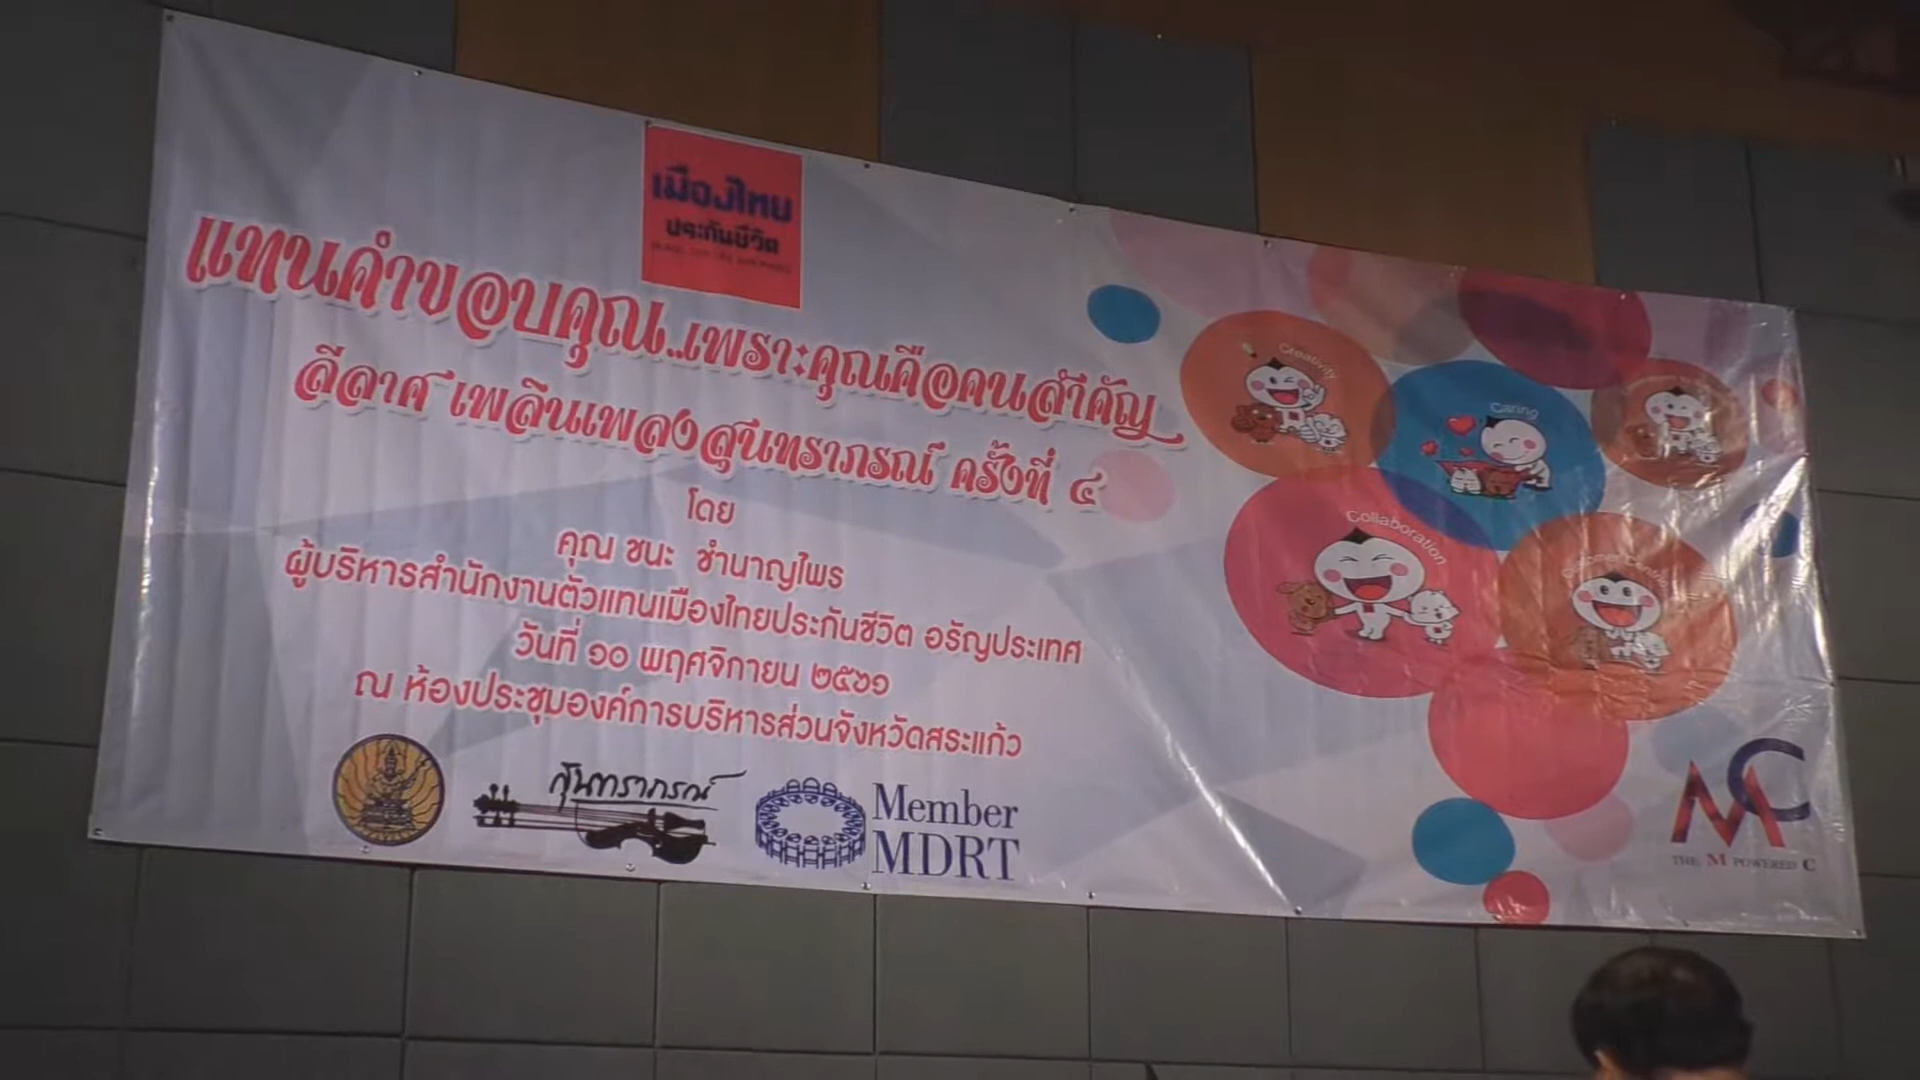 เมืองไทย
ประกันชีวิต
แทนคำขอบคุณ..เพราะคุณคือคนสำคัญ
ลีลาศ เพลินเพลงสุนทราภรณ์ ครั้งที่ ๔
โดย
คุณ ชนะ ชำนาญไพร
ผู้บริหารสำนักงานตัวแทนเมืองไทยประกันชีวิต อรัญประเทศ
วันที่ ๑๐ พฤศจิกายน ๒๕๖๑
ณ ห้องประชุมองค์การบริหารส่วนจังหวัดสระแก้ว
สุนทราภรณ์
Member
MDRT
Creativity
Caring
Collaboration
MC
THE M POWERED C